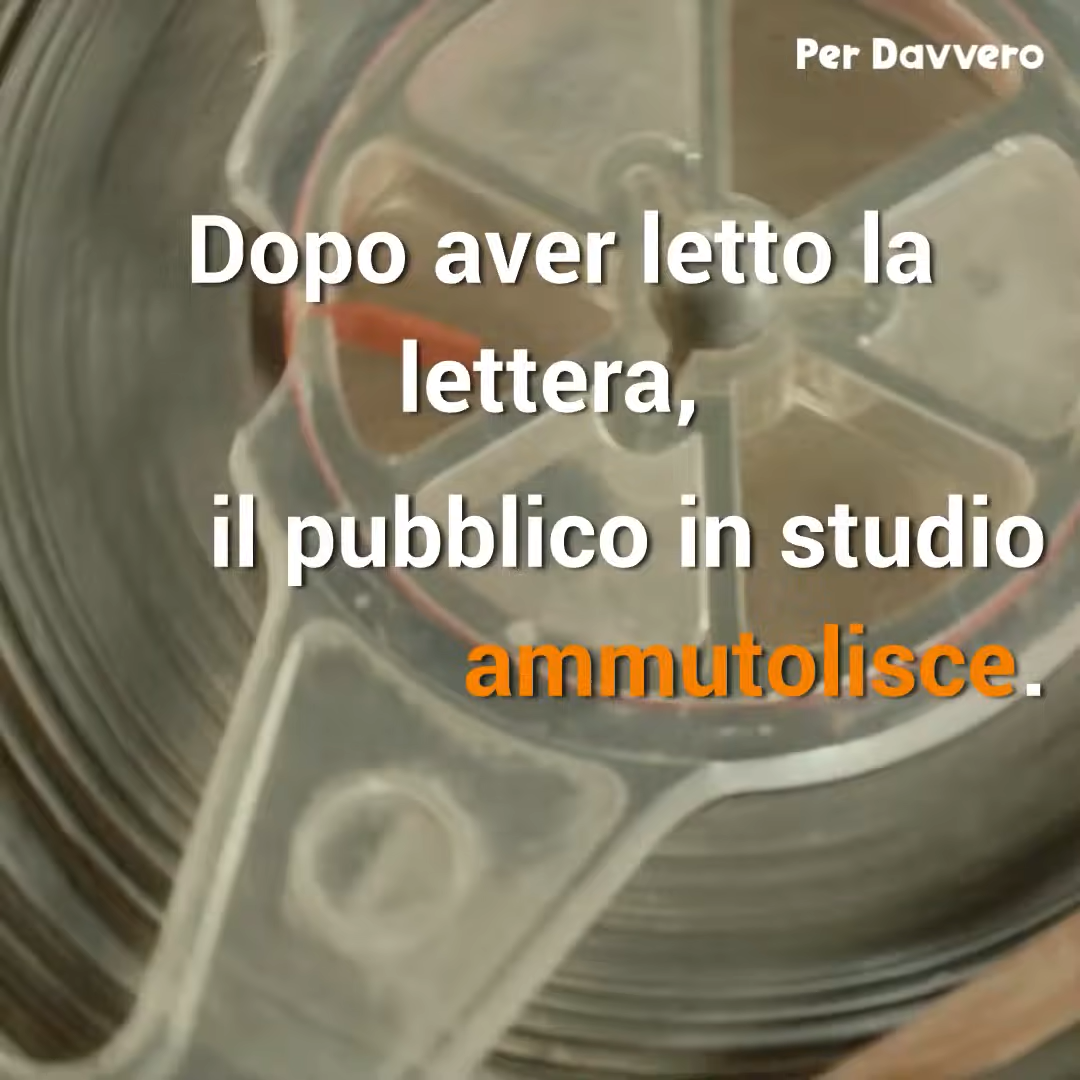 Per Davvero
Dopo aver letto la
lettera,
il pubblico in studio
ammutolisce.